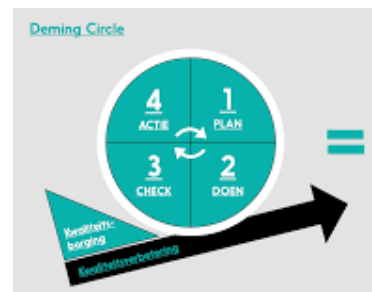 Deming Circle
4
ACTIE
1
PLAN
3
CHECK
2
DOEN
Kwaliteits-
borging
Kwaliteitsverbetering